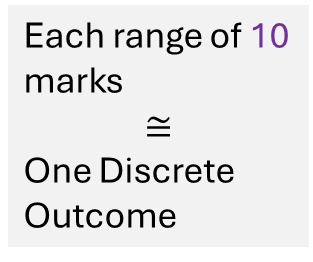 Each range of 10
marks
≅
One Discrete
Outcome